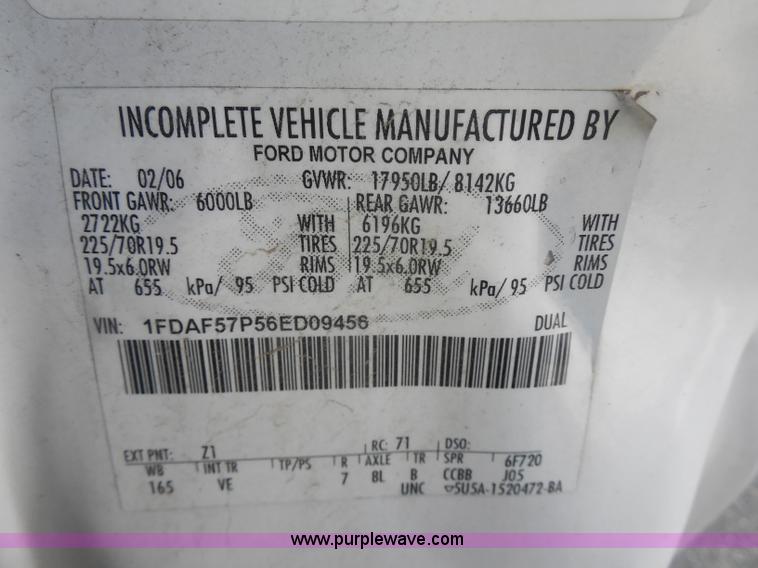 INCOMPLETE VEHICLE MANUFACTURED BY
FORD MOTOR COMPANY
DATE: 02/06 GVWR: 17950LB/ 8142KG
FRONT GAWR: 6000LB REAR GAWR: 13660LB
2722KG WITH 6196KG WITH
225/70R19.5 TIRES 225/70R19.5 TIRES
19.5x6.0RW RIMS 19.5x6.0RW RIMS
AT 655 kPa/ 95 PSI COLD AT 655 kPa/ 95 PSI COLD
VIN: 1FDAF57P56ED09456 DUAL
EXT PNT: Z1 RC: 71 DSO:
WB INT TR TP/PS R AXLE TR SPR 6F720
165 VE 7 8L B CCBB J05
UNC 5U5A-1520472-BA
www.purplewave.com